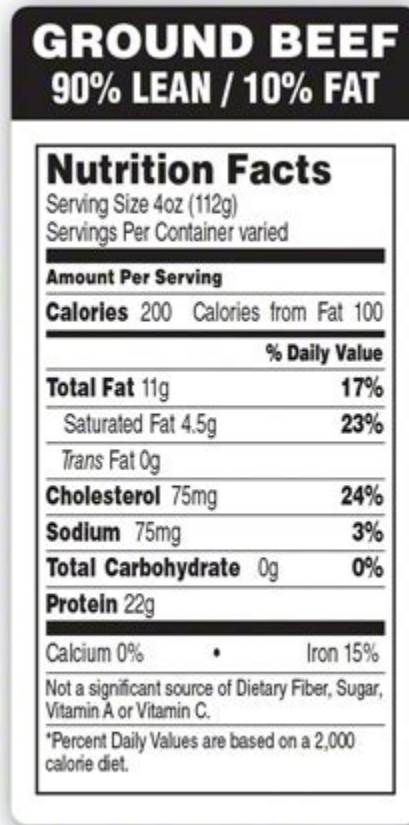 GROUND BEEF
90% LEAN / 10% FAT
Nutrition Facts
Serving Size 4oz (112g)
Servings Per Container varied
Amount Per Serving
Calories 200 Calories from Fat 100
% Daily Value
Total Fat 11g 17%
Saturated Fat 4.5g 23%
Trans Fat 0g
Cholesterol 75mg 24%
Sodium 75mg 3%
Total Carbohydrate 0g 0%
Protein 22g
Calcium 0% • Iron 15%
Not a significant source of Dietary Fiber, Sugar,
Vitamin A or Vitamin C.
*Percent Daily Values are based on a 2,000
calorie diet.